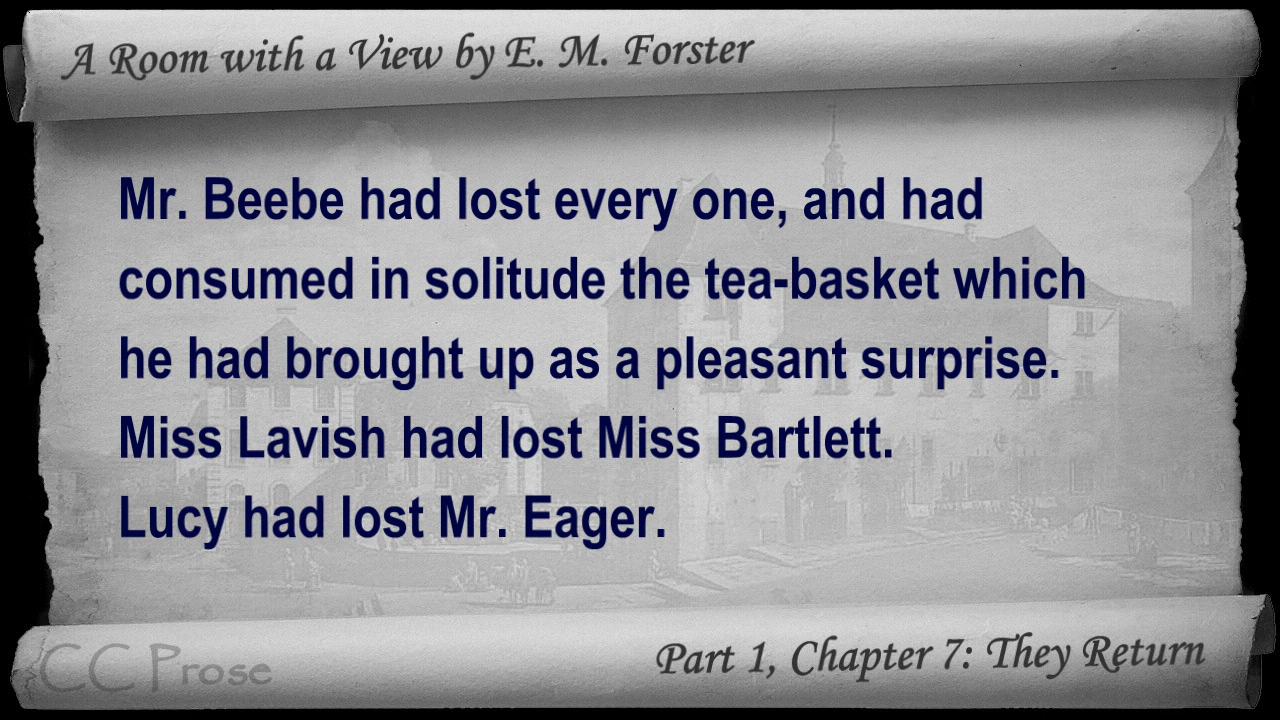 A Room with a View by E. M. Forster
Mr. Beebe had lost every one, and had
consumed in solitude the tea-basket which
he had brought up as a pleasant surprise.
Miss Lavish had lost Miss Bartlett.
Lucy had lost Mr. Eager.
CC Prose
Part 1, Chapter 7: They Return